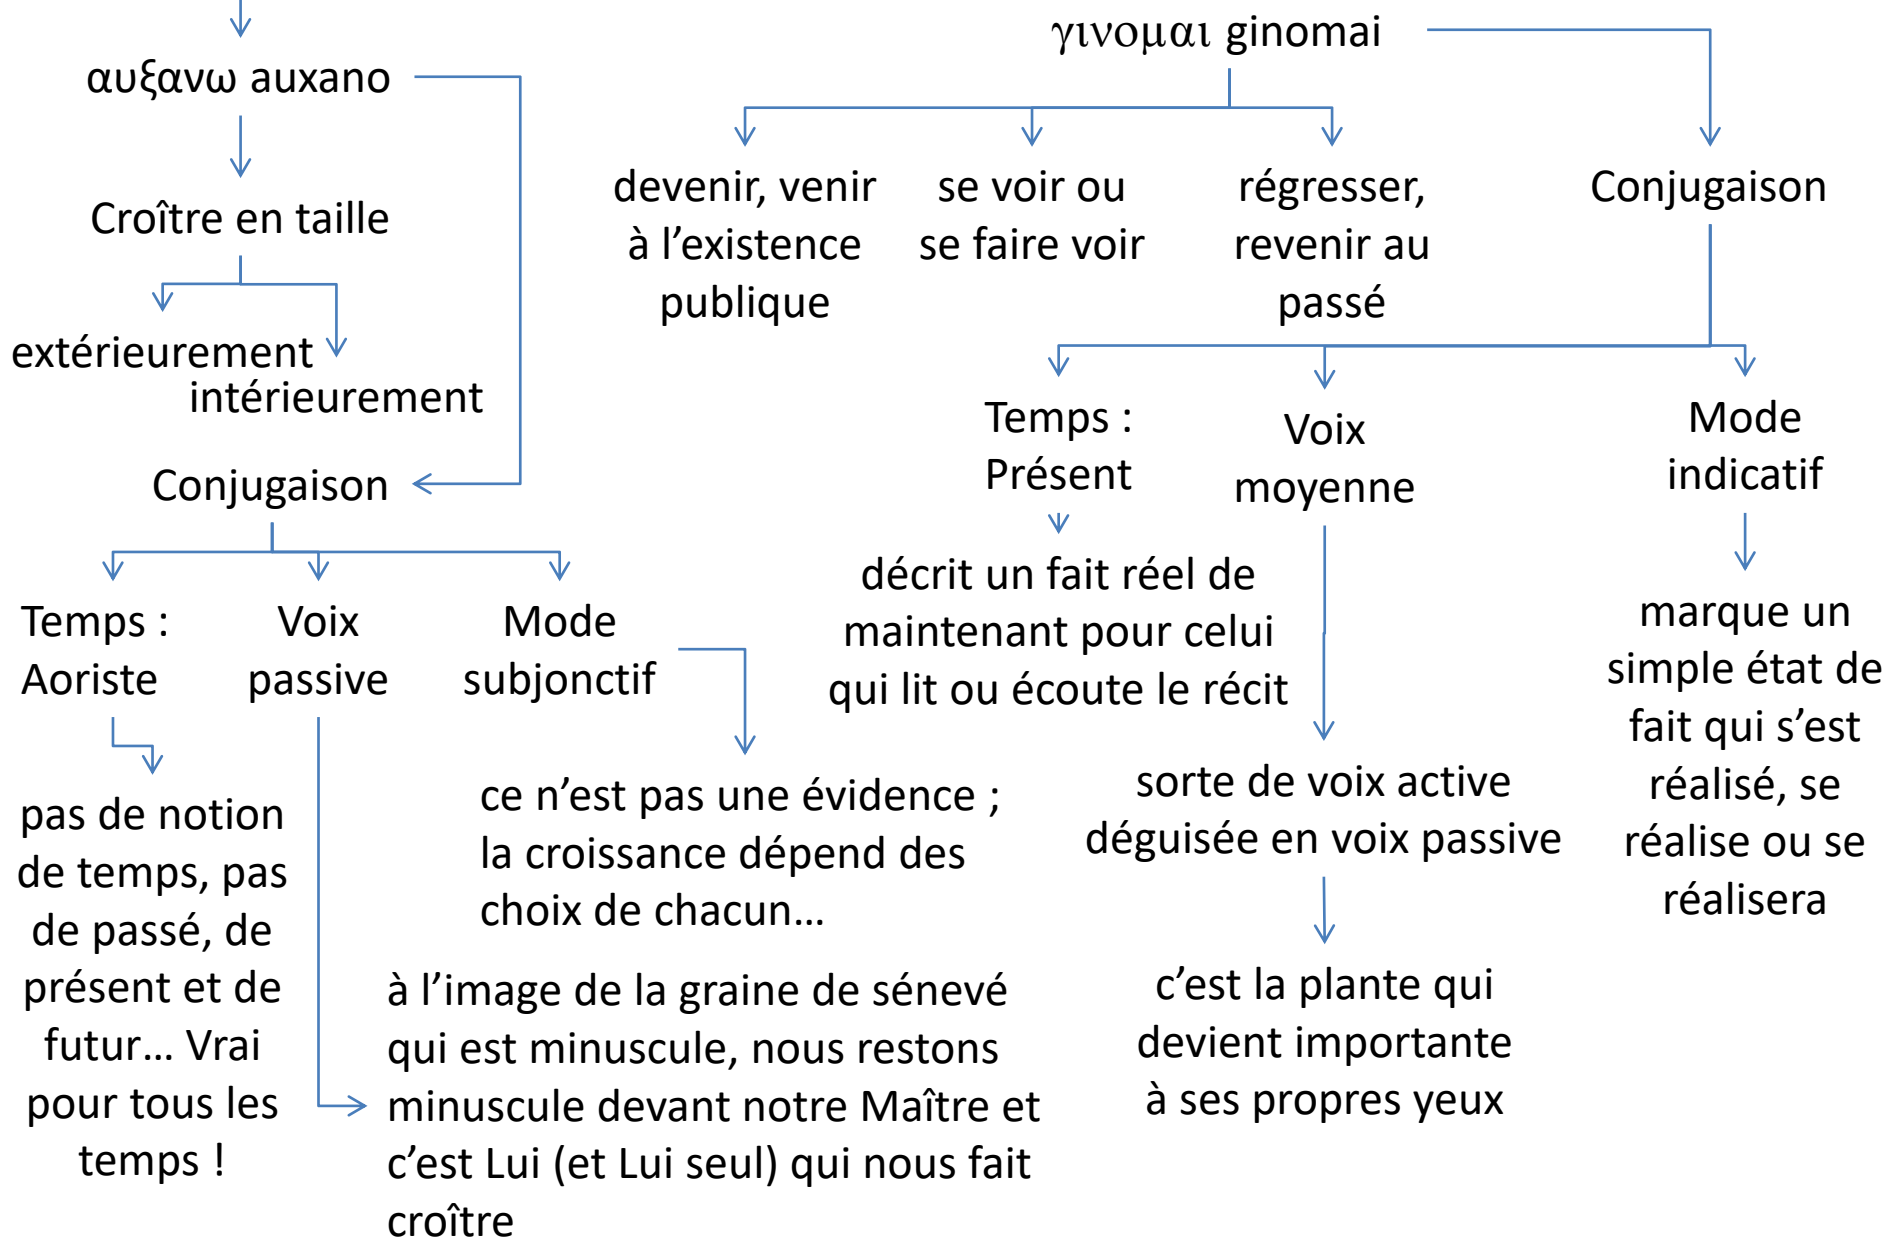 αυξανω auxano
Croître en taille
extérieurement
intérieurement
Conjugaison
Temps :
Aoriste
Voix
passive
Mode
subjonctif
pas de notion
de temps, pas
de passé, de
présent et de
futur… Vrai
pour tous les
temps !
ce n’est pas une évidence ;
la croissance dépend des
choix de chacun…
à l’image de la graine de sénevé
qui est minuscule, nous restons
minuscule devant notre Maître et
c’est Lui (et Lui seul) qui nous fait
croître
γινομαι ginomai
devenir, venir
à l’existence
publique
se voir ou
se faire voir
régresser,
revenir au
passé
Conjugaison
Temps :
Présent
Voix
moyenne
Mode
indicatif
décrit un fait réel de
maintenant pour celui
qui lit ou écoute le récit
sorte de voix active
déguisée en voix passive
c’est la plante qui
devient importante
à ses propres yeux
marque un
simple état de
fait qui s’est
réalisé, se
réalise ou se
réalisera